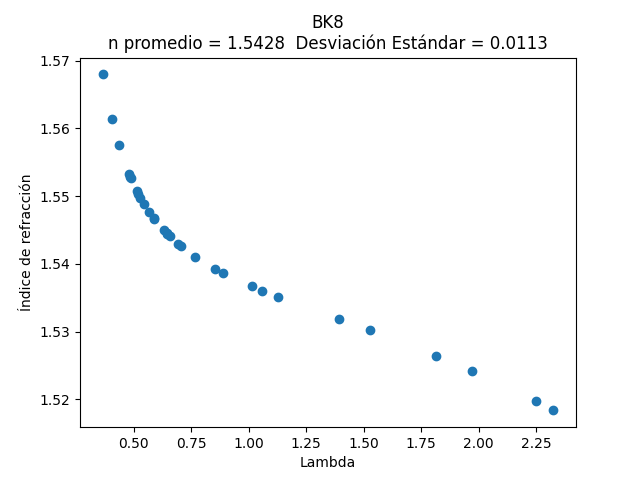 BK8
n promedio = 1.5428 Desviación Estándar = 0.0113
1.57
1.56
1.55
1.54
1.53
1.52
Índice de refracción
0.50 0.75 1.00 1.25 1.50 1.75 2.00 2.25
Lambda